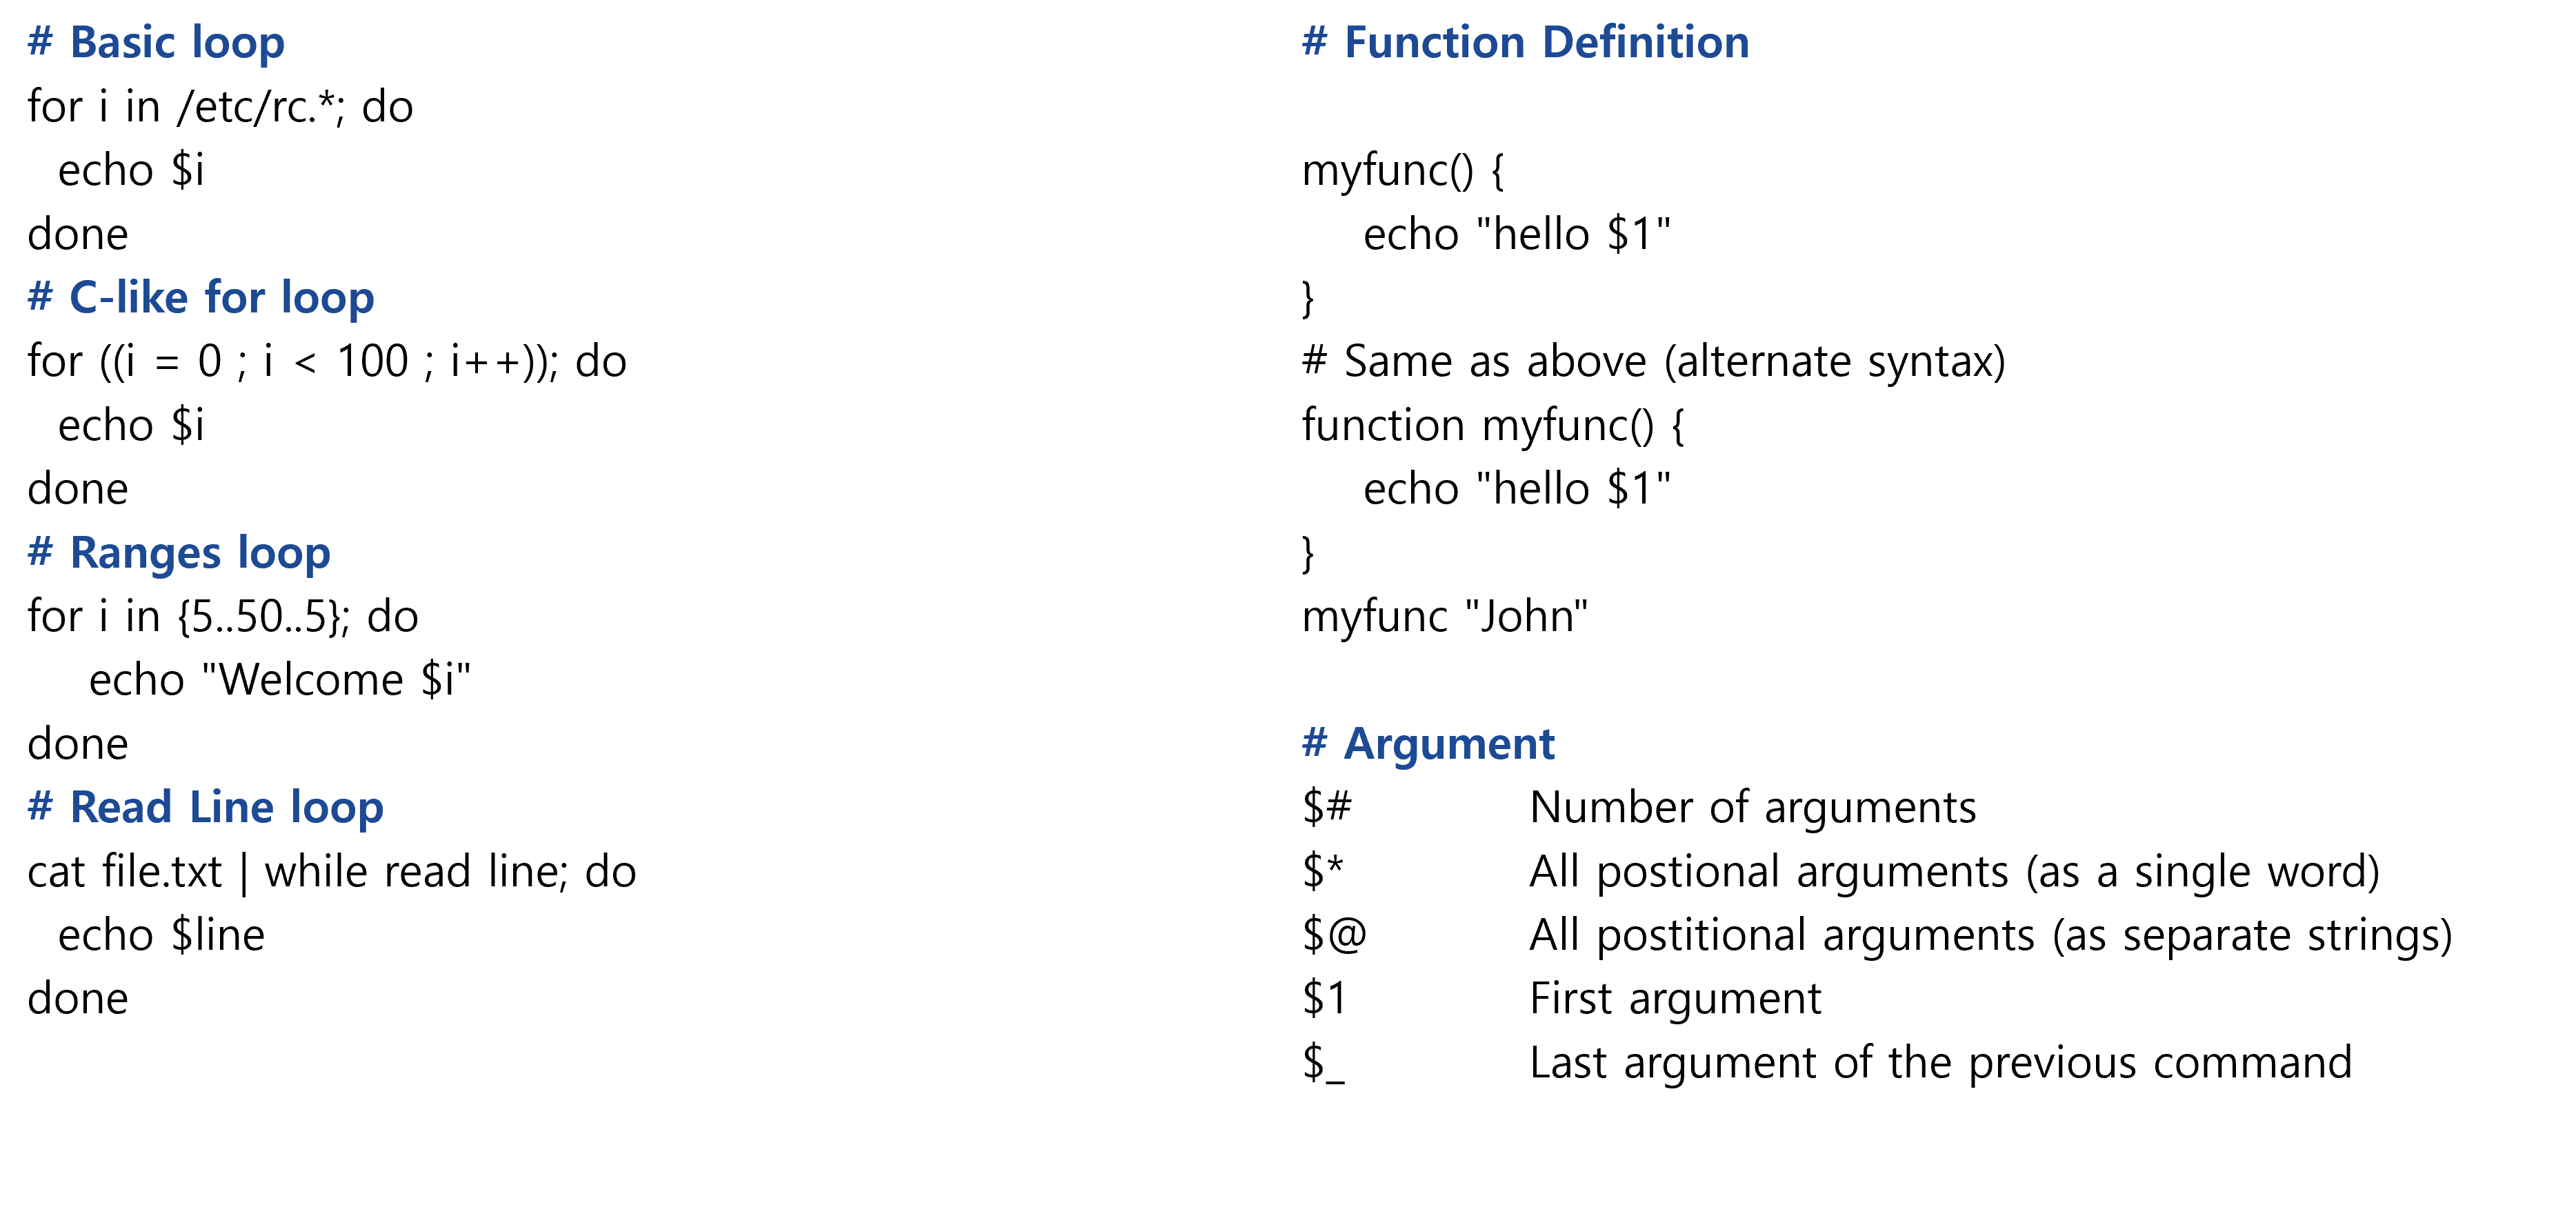 # Basic loop
for i in /etc/rc.*; do
  echo $i
done
# C-like for loop
for ((i = 0 ; i < 100 ; i++)); do
  echo $i
done
# Ranges loop
for i in {5..50..5}; do
    echo "Welcome $i"
done
# Read Line loop
cat file.txt | while read line; do
  echo $line
done
# Function Definition
myfunc() {
    echo "hello $1"
}
# Same as above (alternate syntax)
function myfunc() {
    echo "hello $1"
}
myfunc "John"
# Argument
$# Number of arguments
$* All postional arguments (as a single word)
$@ All postitional arguments (as separate strings)
$1 First argument
$_ Last argument of the previous command